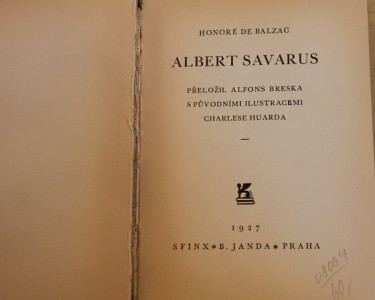 HONORÉ DE BALZAC
ALBERT SAVARUS
PŘELOŽIL ALFONS BRESKA
S PŮVODNÍMI ILUSTRACEMI
CHARLESE HUARDA
1927
SFINX * B. JANDA * PRAHA